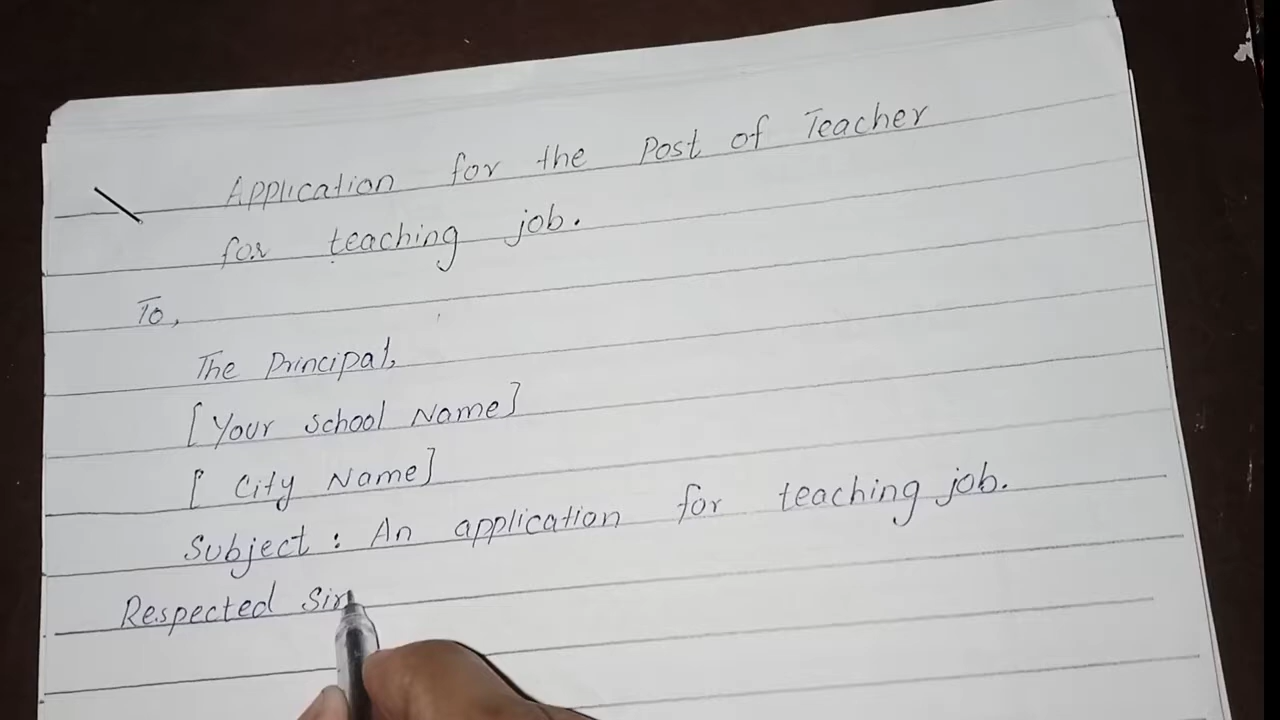 Application for the Post of Teacher
for teaching job.
To,
The Principal,
[Your School Name]
[City Name]
Subject : An application for teaching job.
Respected Sir